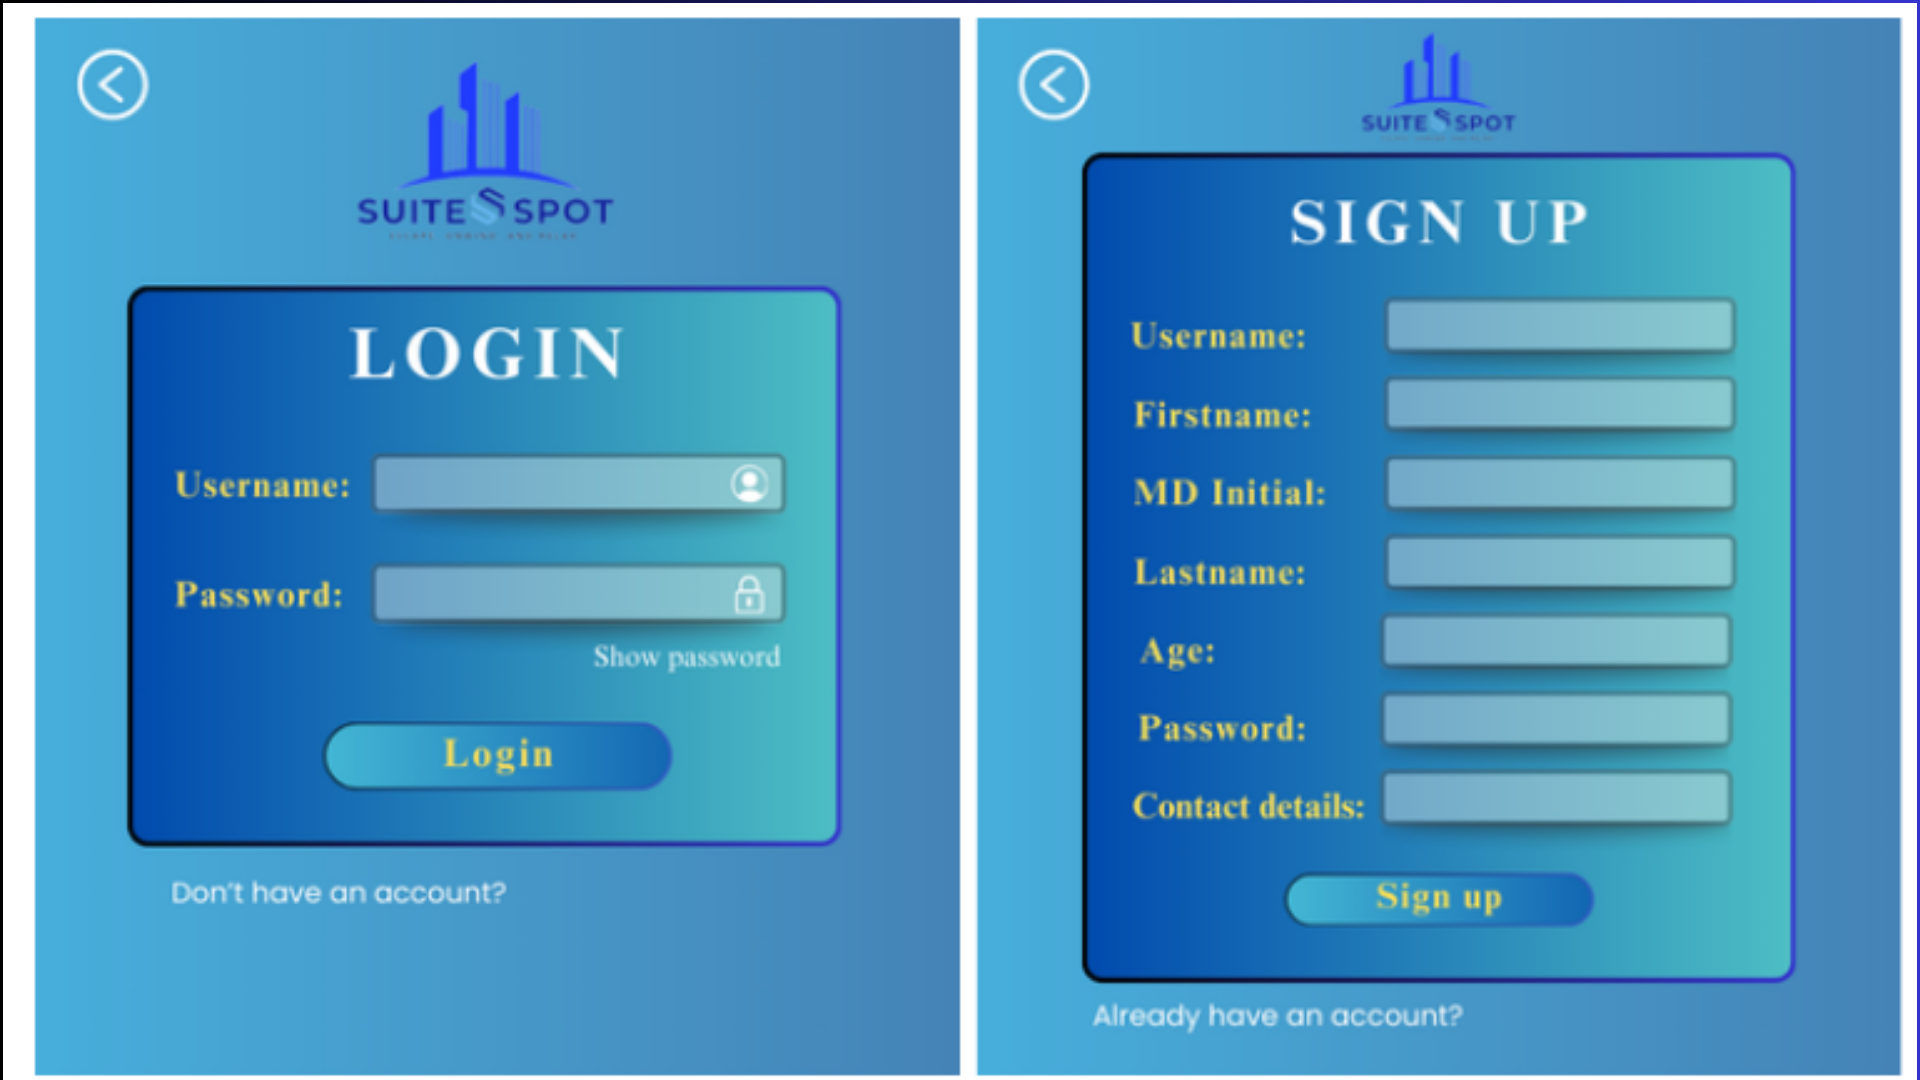 SUITE SPOT
LOGIN
Username:
Password:
Show password
Login
Don't have an account?
SUITE SPOT
SIGN UP
Username:
Firstname:
MD Initial:
Lastname:
Age:
Password:
Contact details:
Sign up
Already have an account?